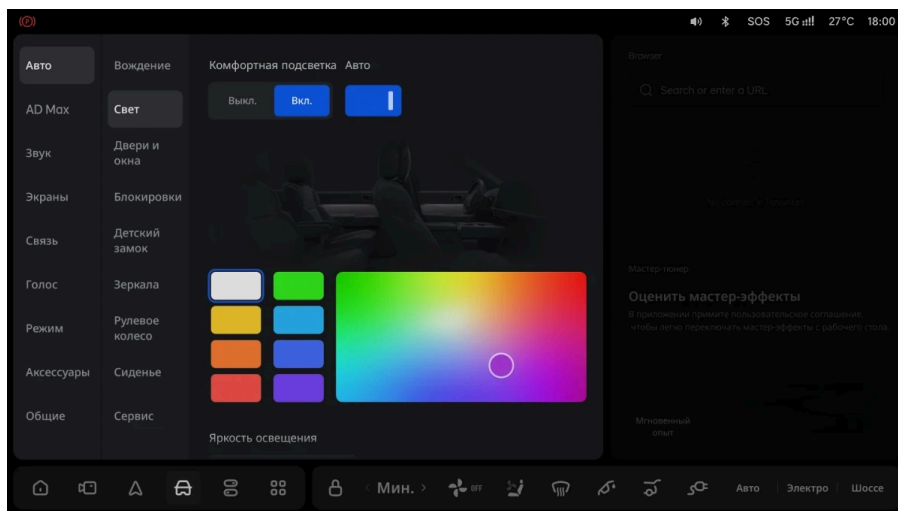 (P)
SOS 5G 27°C 18:00
Авто
AD Max
Звук
Экраны
Связь
Голос
Режим
Аксессуары
Общие
Вождение
Свет
Двери и
окна
Блокировки
Детский
замок
Зеркала
Рулевое
колесо
Сиденье
Сервис
Комфортная подсветка Авто
Выкл. Вкл.
Яркость освещения
Browser
Search or enter a URL
Мастер-тюнер
Оценить мастер-эффекты
В приложении примите пользовательское соглашение,
чтобы легко переключать мастер-эффекты с рабочего стола.
Мгновенный
опыт
Мин. OFF Авто Электро Шоссе